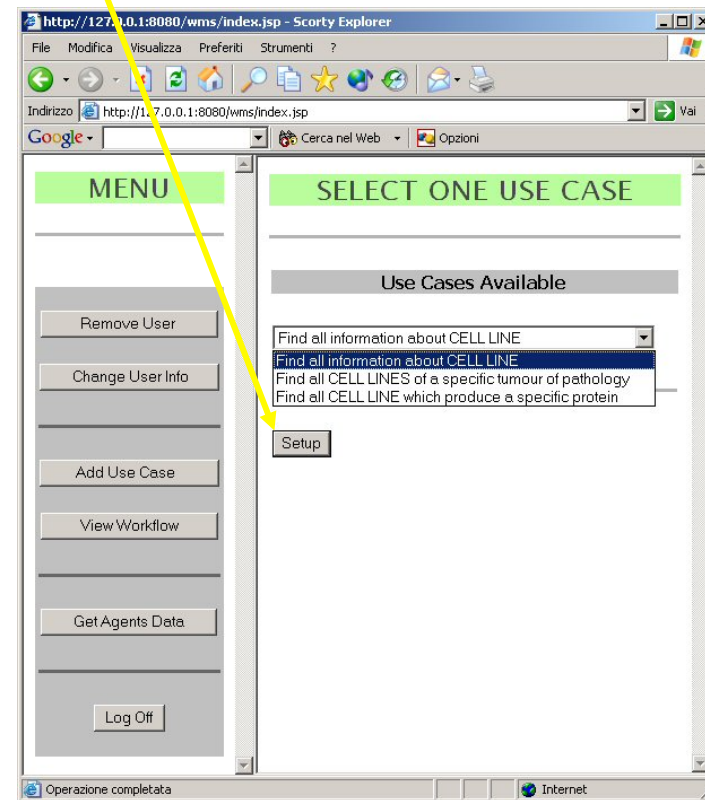 http://127.0.0.1:8080/wms/index.jsp - Scorty Explorer
File Modifica Visualizza Preferiti Strumenti ?
Indirizzo http://127.0.0.1:8080/wms/index.jsp Vai
Google Cerca nel Web Opzioni
MENU
Remove User
Change User Info
Add Use Case
View Workflow
Get Agents Data
Log Off
SELECT ONE USE CASE
Use Cases Available
Find all information about CELL LINE
Find all information about CELL LINE
Find all CELL LINES of a specific tumour of pathology
Find all CELL LINE which produce a specific protein
Setup
Operazione completata Internet